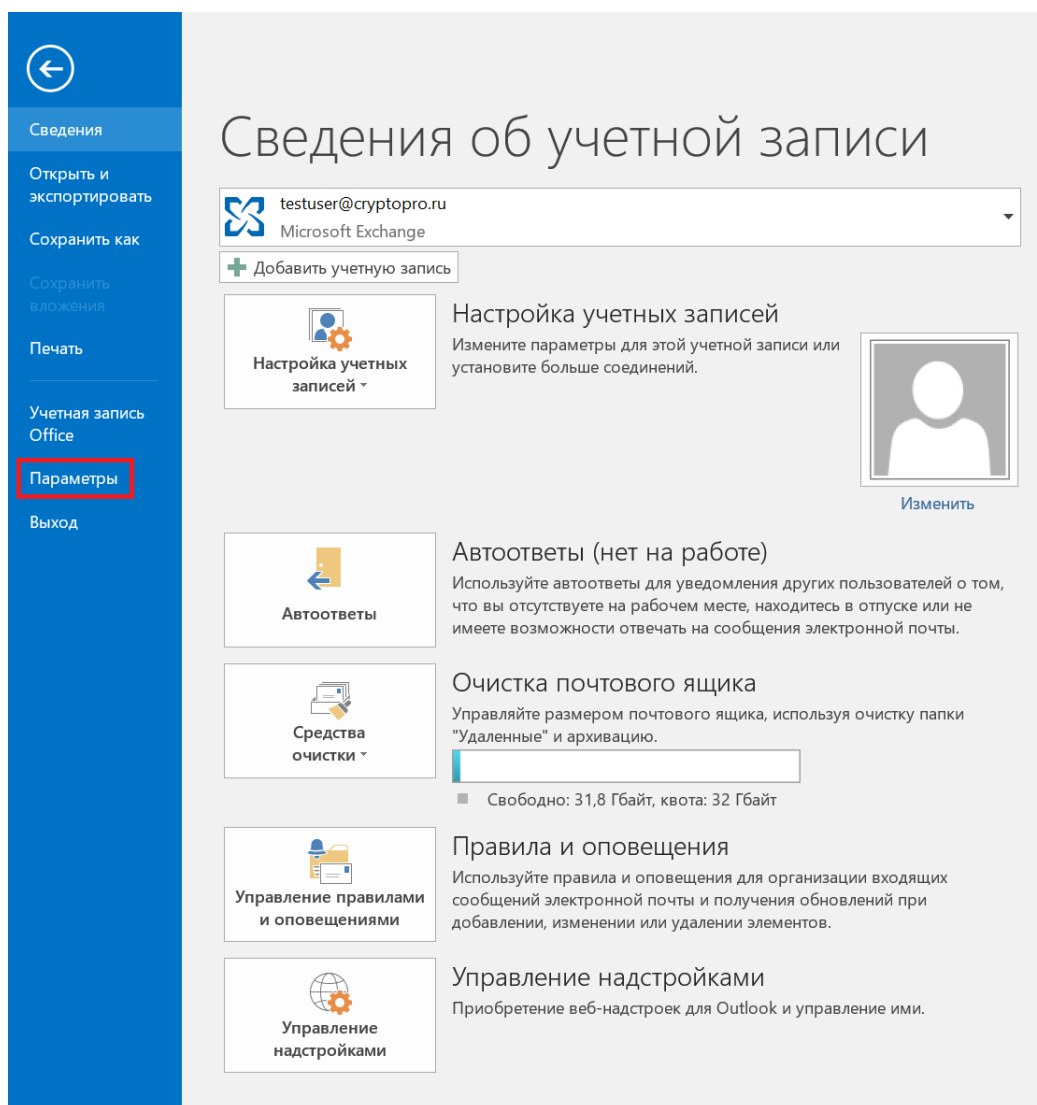 Сведения
Открыть и
экспортировать
Сохранить как
Сохранить
вложения
Печать
Учетная запись
Office
Параметры
Выход
Сведения об учетной записи
testuser@cryptopro.ru
Microsoft Exchange
Добавить учетную запись
Настройка учетных
записей
Настройка учетных записей
Измените параметры для этой учетной записи или
установите больше соединений.
Изменить
Автоответы
Автоответы (нет на работе)
Используйте автоответы для уведомления других пользователей о том,
что вы отсутствуете на рабочем месте, находитесь в отпуске или не
имеете возможности отвечать на сообщения электронной почты.
Средства
очистки
Очистка почтового ящика
Управляйте размером почтового ящика, используя очистку папки
"Удаленные" и архивацию.
Свободно: 31,8 Гбайт, квота: 32 Гбайт
Управление правилами
и оповещениями
Правила и оповещения
Используйте правила и оповещения для организации входящих
сообщений электронной почты и получения обновлений при
добавлении, изменении или удалении элементов.
Управление
надстройками
Управление надстройками
Приобретение веб-надстроек для Outlook и управление ими.